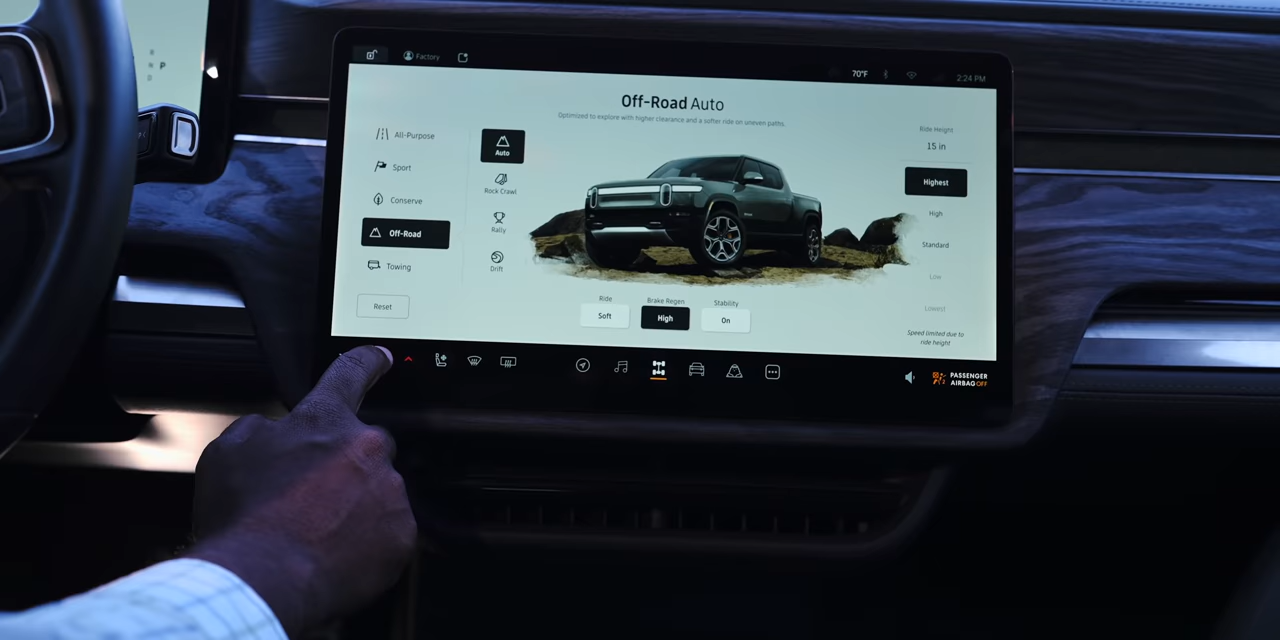 R
N P
D
Factory
70°F
2:24 PM
Off-Road Auto
Optimized to explore with higher clearance and a softer ride on uneven paths.
All-Purpose
Sport
Conserve
Off-Road
Towing
Reset
Auto
Rock Crawl
Rally
Drift
Ride
Soft
Brake Regen
High
Stability
On
Ride Height
15 in
Highest
High
Standard
Low
Lowest
Speed limited due to
ride height
PASSENGER
AIRBAG OFF